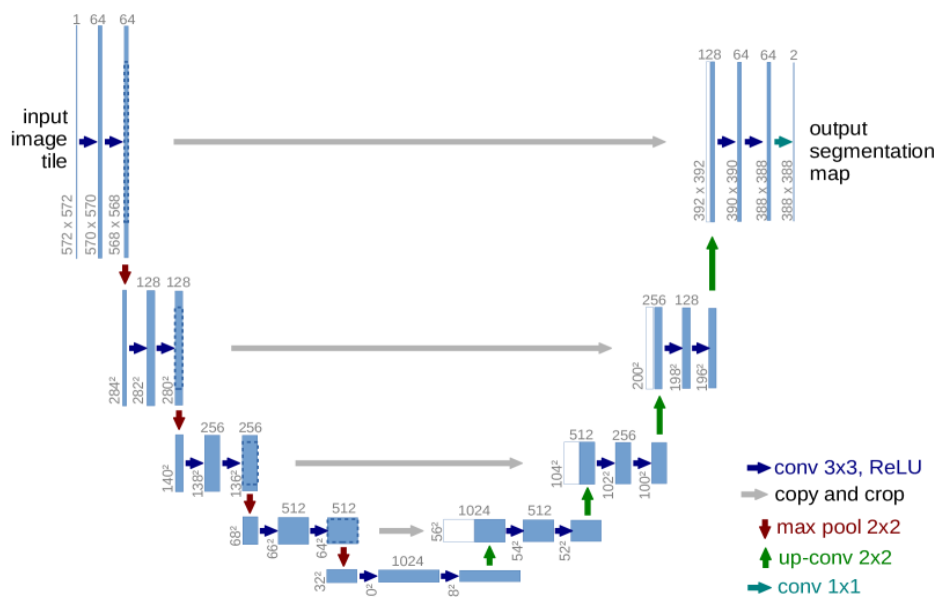 1
64
64
128
64
64
2
input
image
tile
output
segmentation
map
572 x 572
570 x 570
568 x 568
392 x 392
390 x 390
388 x 388
388 x 388
128
128
256
128
284²
282²
280²
200²
198²
196²
256
256
512
256
140²
138²
136²
104²
102²
100²
512
512
1024
512
68²
66²
64²
56²
54²
52²
1024
32²
0²
8²
conv 3x3, ReLU
copy and crop
max pool 2x2
up-conv 2x2
conv 1x1